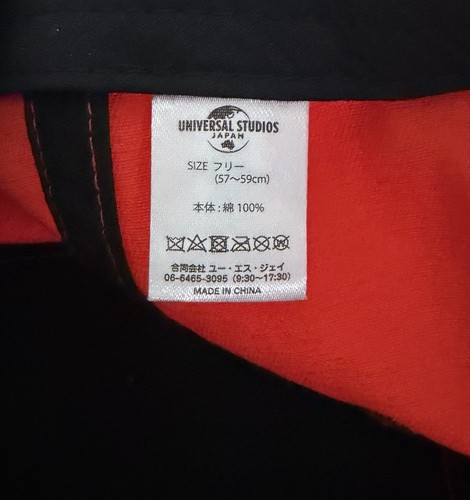 UNIVERSAL STUDIOS
JAPAN
SIZE フリー
(57～59cm)
本体 : 綿 100%
合同会社 ユー・エス・ジェイ
06-6465-3095 (9:30～17:30)
MADE IN CHINA